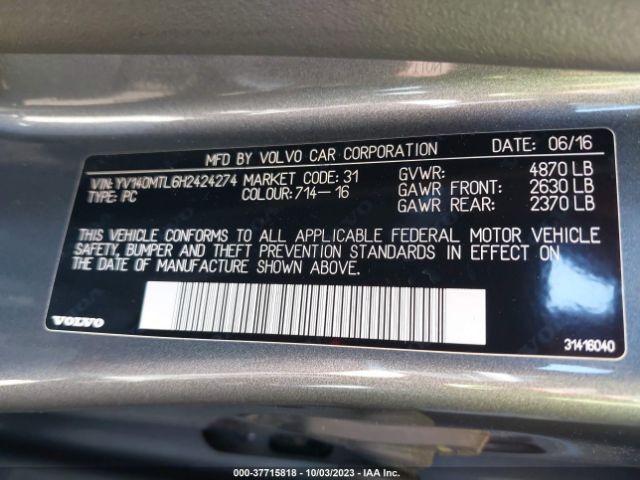 MFD BY VOLVO CAR CORPORATION DATE: 06/16
VIN: YV140MTL6H2424274 MARKET CODE: 31 GVWR: 4870 LB
TYPE: PC COLOUR: 714-16 GAWR FRONT: 2630 LB
GAWR REAR: 2370 LB
THIS VEHICLE CONFORMS TO ALL APPLICABLE FEDERAL MOTOR VEHICLE
SAFETY, BUMPER AND THEFT PREVENTION STANDARDS IN EFFECT ON
THE DATE OF MANUFACTURE SHOWN ABOVE.
VOLVO
31416040
000-37715818 - 10/03/2023 - IAA Inc.